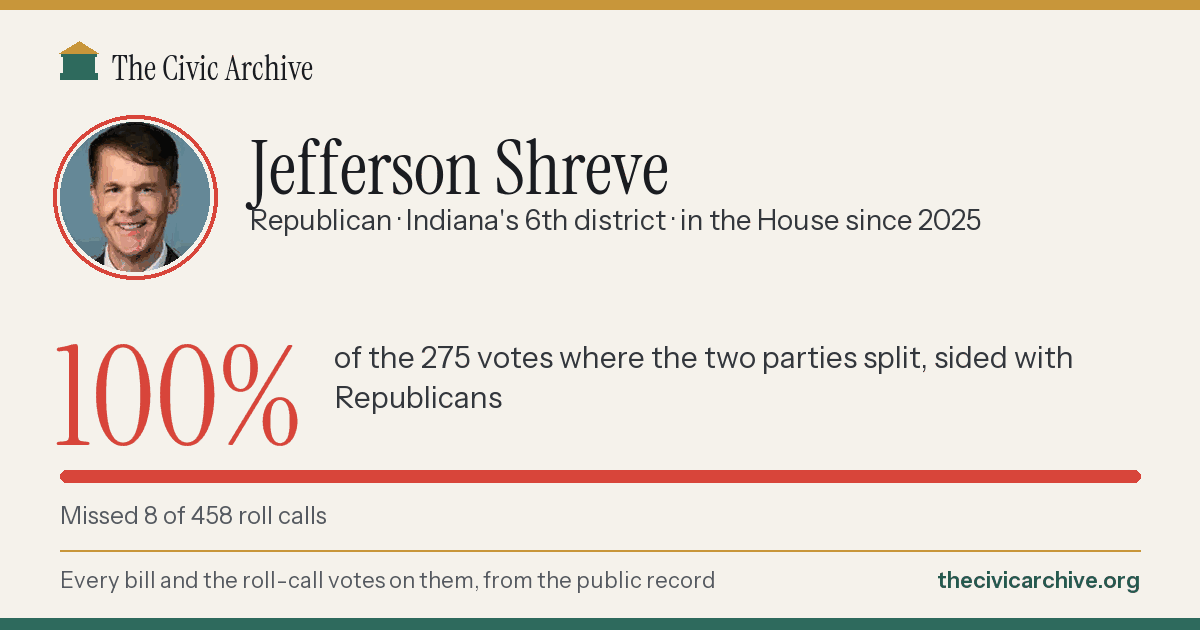 The Civic Archive
Jefferson Shreve
Republican · Indiana's 6th district · in the House since 2025
100%
of the 275 votes where the two parties split, sided with
Republicans
Missed 8 of 458 roll calls
Every bill and the roll-call votes on them, from the public record
thecivicarchive.org